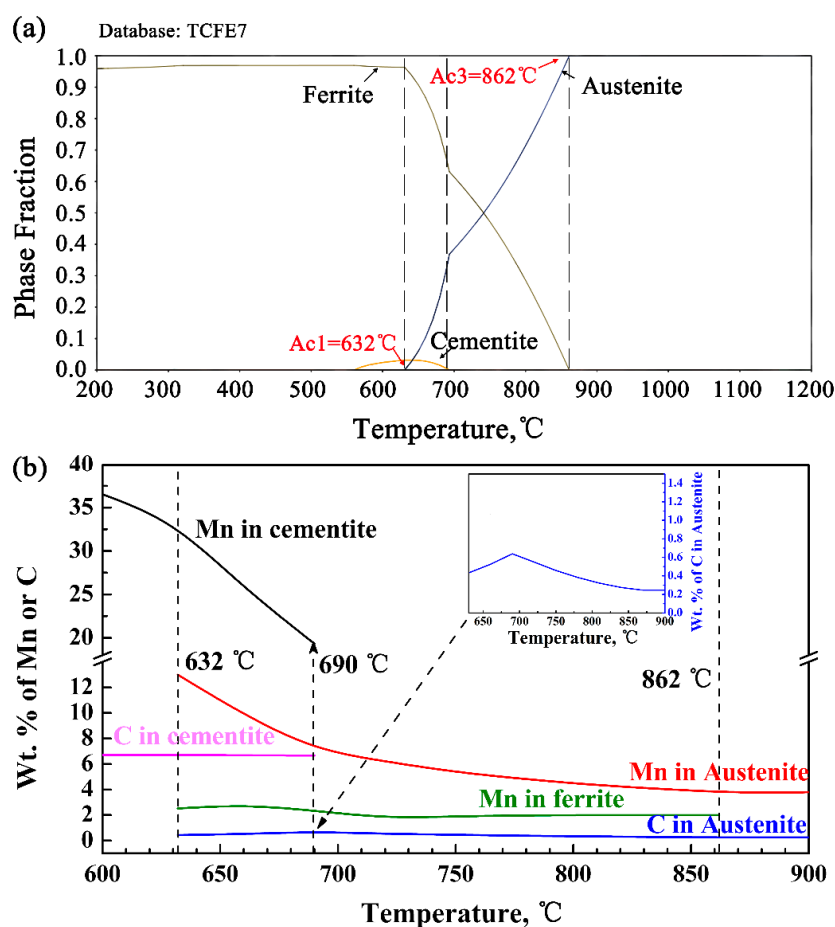 (a) Database: TCFE7
1.0
0.9
0.8
0.7
0.6
0.5
0.4
0.3
0.2
0.1
0.0
Phase Fraction
Ferrite
Ac3=862℃
Austenite
Ac1=632℃
Cementite
200 300 400 500 600 700 800 900 1000 1100 1200
Temperature,℃
(b)
40
35
30
25
20
12
10
8
6
4
2
0
Wt. % of Mn or C
Mn in cementite
632 ℃
690 ℃
862 ℃
C in cementite
Mn in Austenite
Mn in ferrite
C in Austenite
1.4
1.2
1.0
0.8
0.6
0.4
0.2
0.0
Wt. % of C in Austenite
650 700 750 800 850 900
Temperature, ℃
600 650 700 750 800 850 900
Temperature, ℃